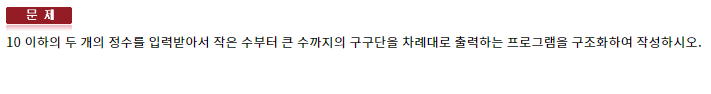 문 제
10 이하의 두 개의 정수를 입력받아서 작은 수부터 큰 수까지의 구구단을 차례대로 출력하는 프로그램을 구조화하여 작성하시오.